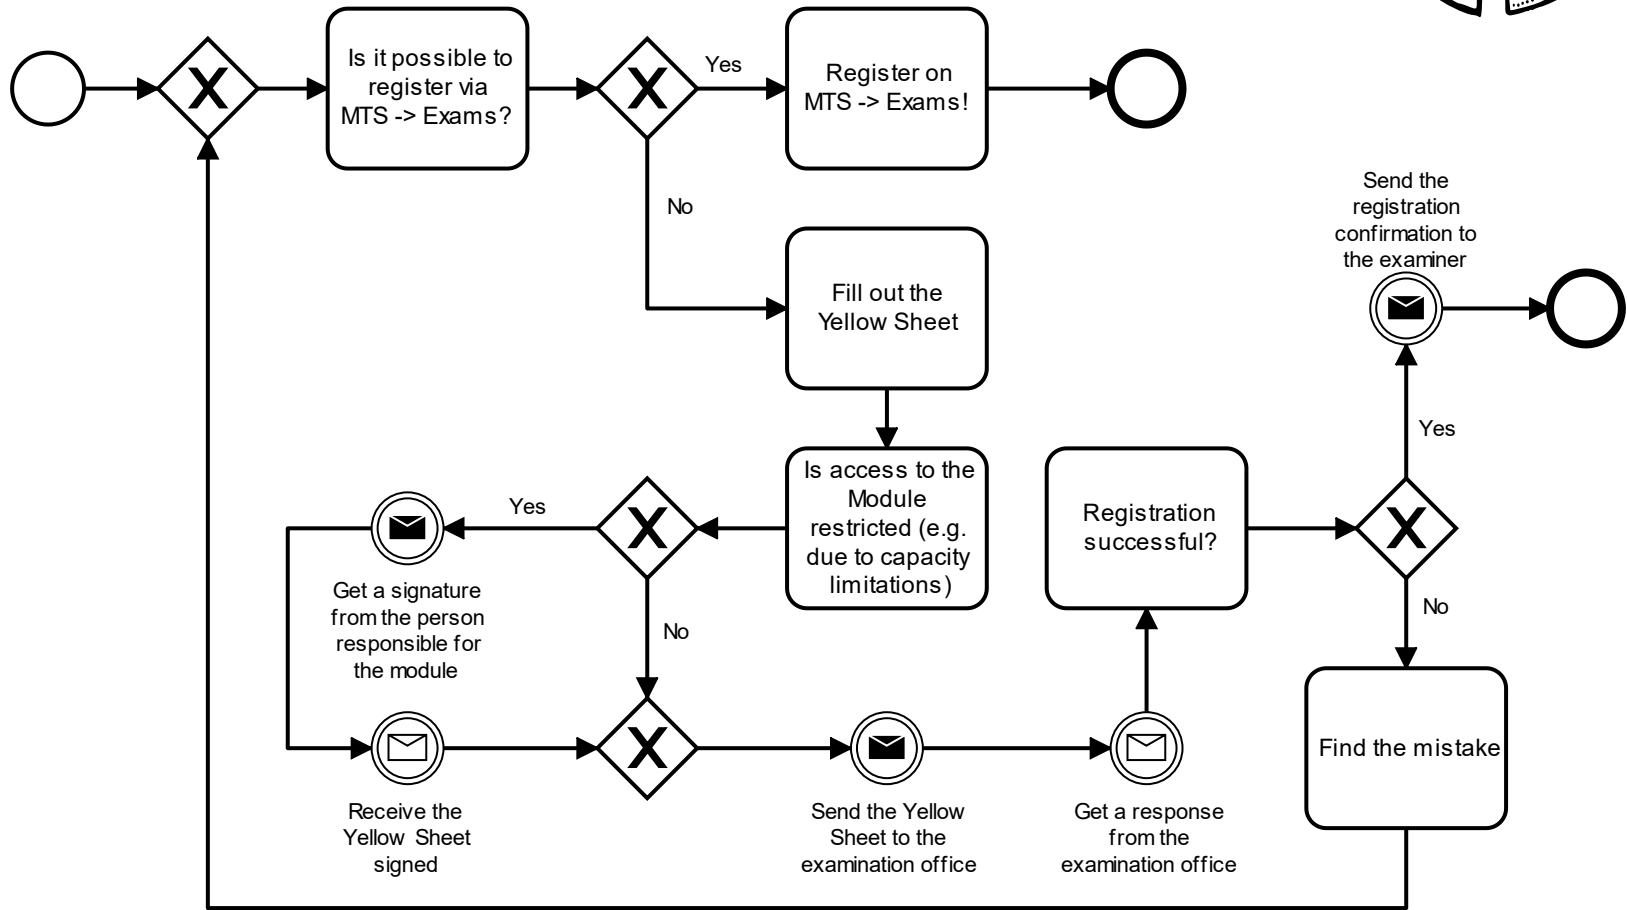 Is it possible to
register via
MTS -> Exams?
Yes
Register on
MTS -> Exams!
No
Send the
registration
confirmation to
the examiner
Fill out the
Yellow Sheet
Yes
Is access to the
Module
restricted (e.g.
due to capacity
limitations)
Yes
Registration
successful?
Get a signature
from the person
responsible for
the module
No
No
Find the mistake
Receive the
Yellow Sheet
signed
Send the Yellow
Sheet to the
examination office
Get a response
from the
examination office